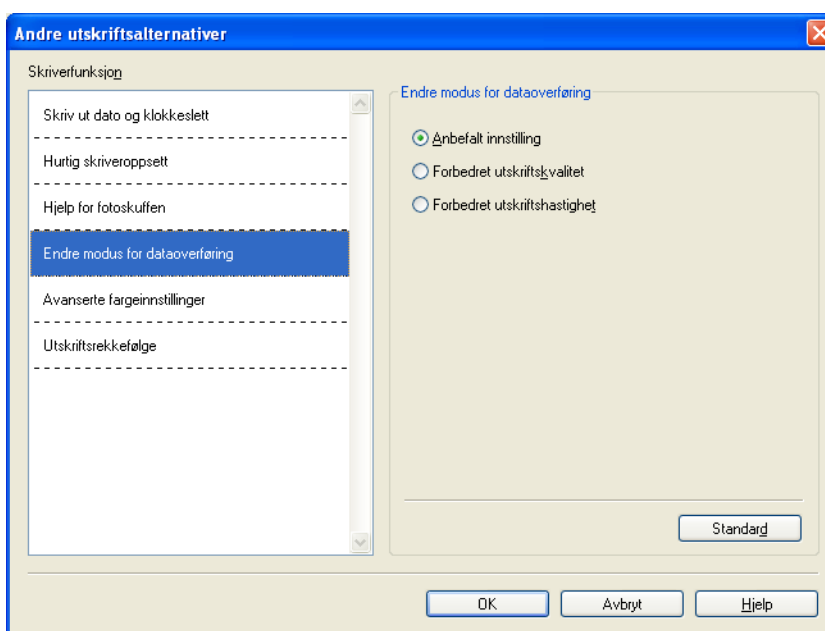 Andre utskriftsalternativer
Skriverfunksjon
Skriv ut dato og klokkeslett
Hurtig skriveroppsett
Hjelp for fotoskuffen
Endre modus for dataoverføring
Avanserte fargeinnstillinger
Utskriftsrekkefølge
Endre modus for dataoverføring
Anbefalt innstilling
Forbedret utskriftskvalitet
Forbedret utskriftshastighet
Standard
OK
Avbryt
Hjelp